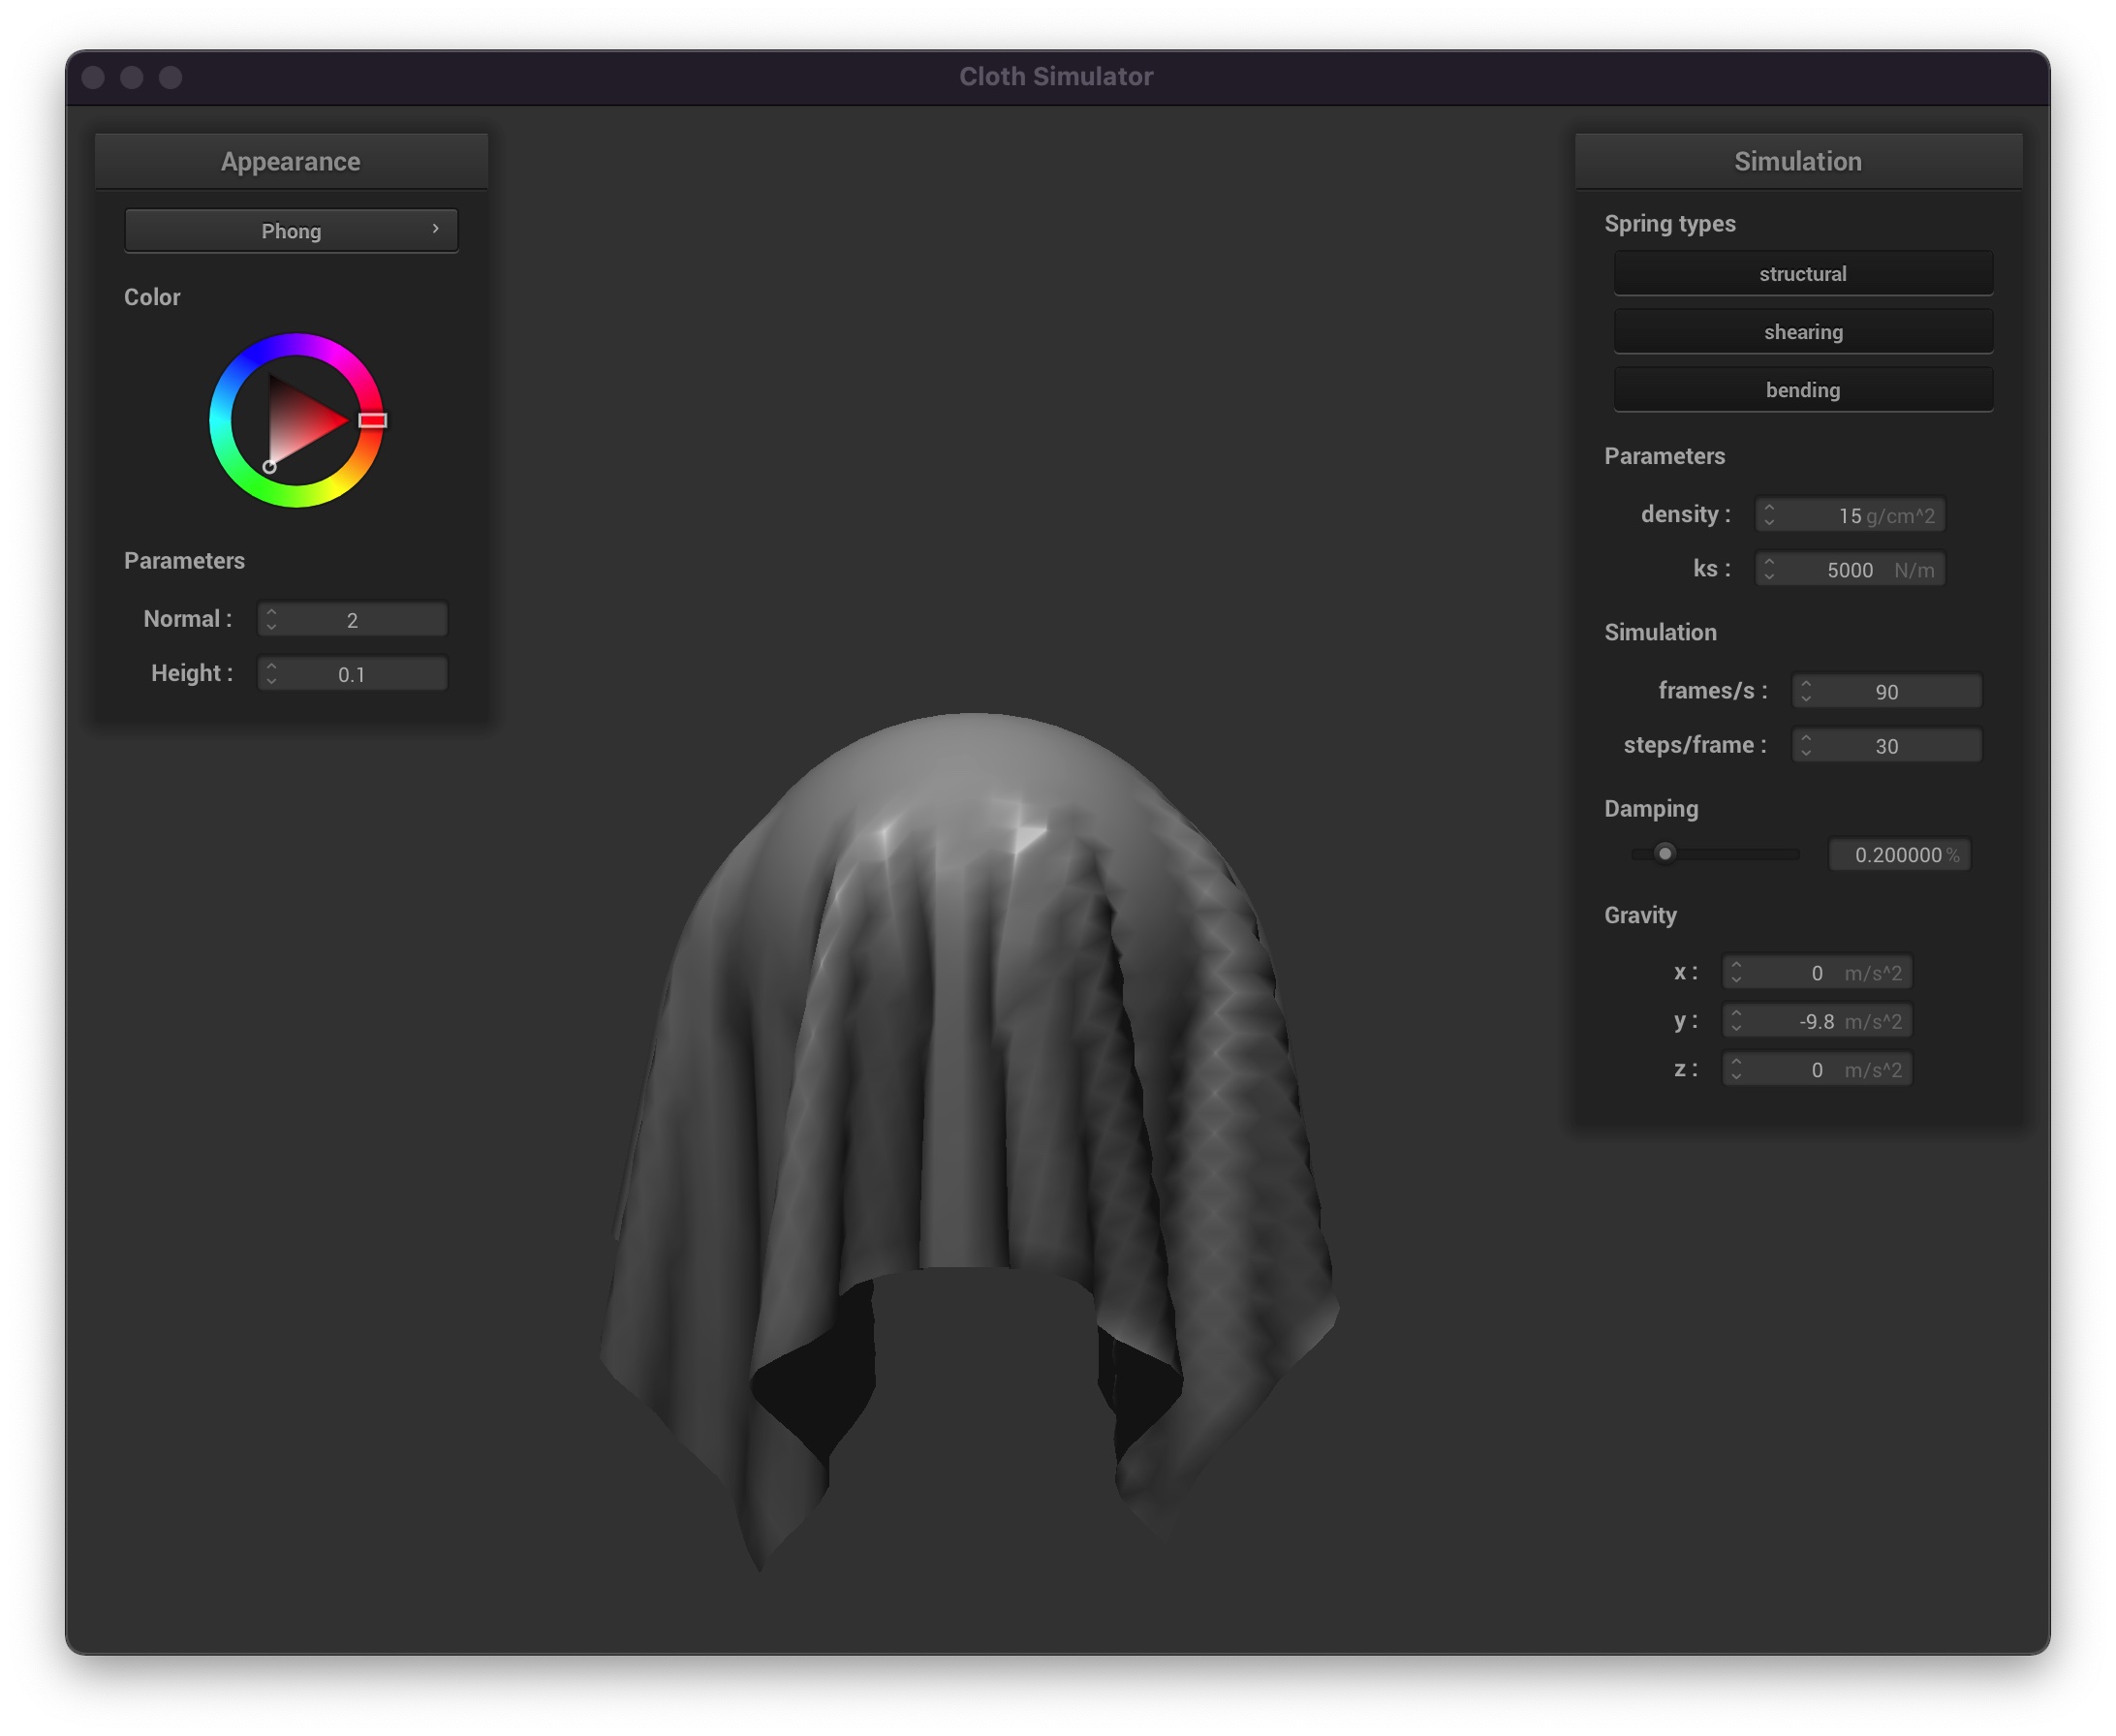 Cloth Simulator
Appearance
Phong
Color
Parameters
Normal : 2
Height : 0.1
Simulation
Spring types
structural
shearing
bending
Parameters
density : 15 g/cm^2
ks : 5000 N/m
Simulation
frames/s : 90
steps/frame : 30
Damping
0.200000 %
Gravity
x : 0 m/s^2
y : -9.8 m/s^2
z : 0 m/s^2